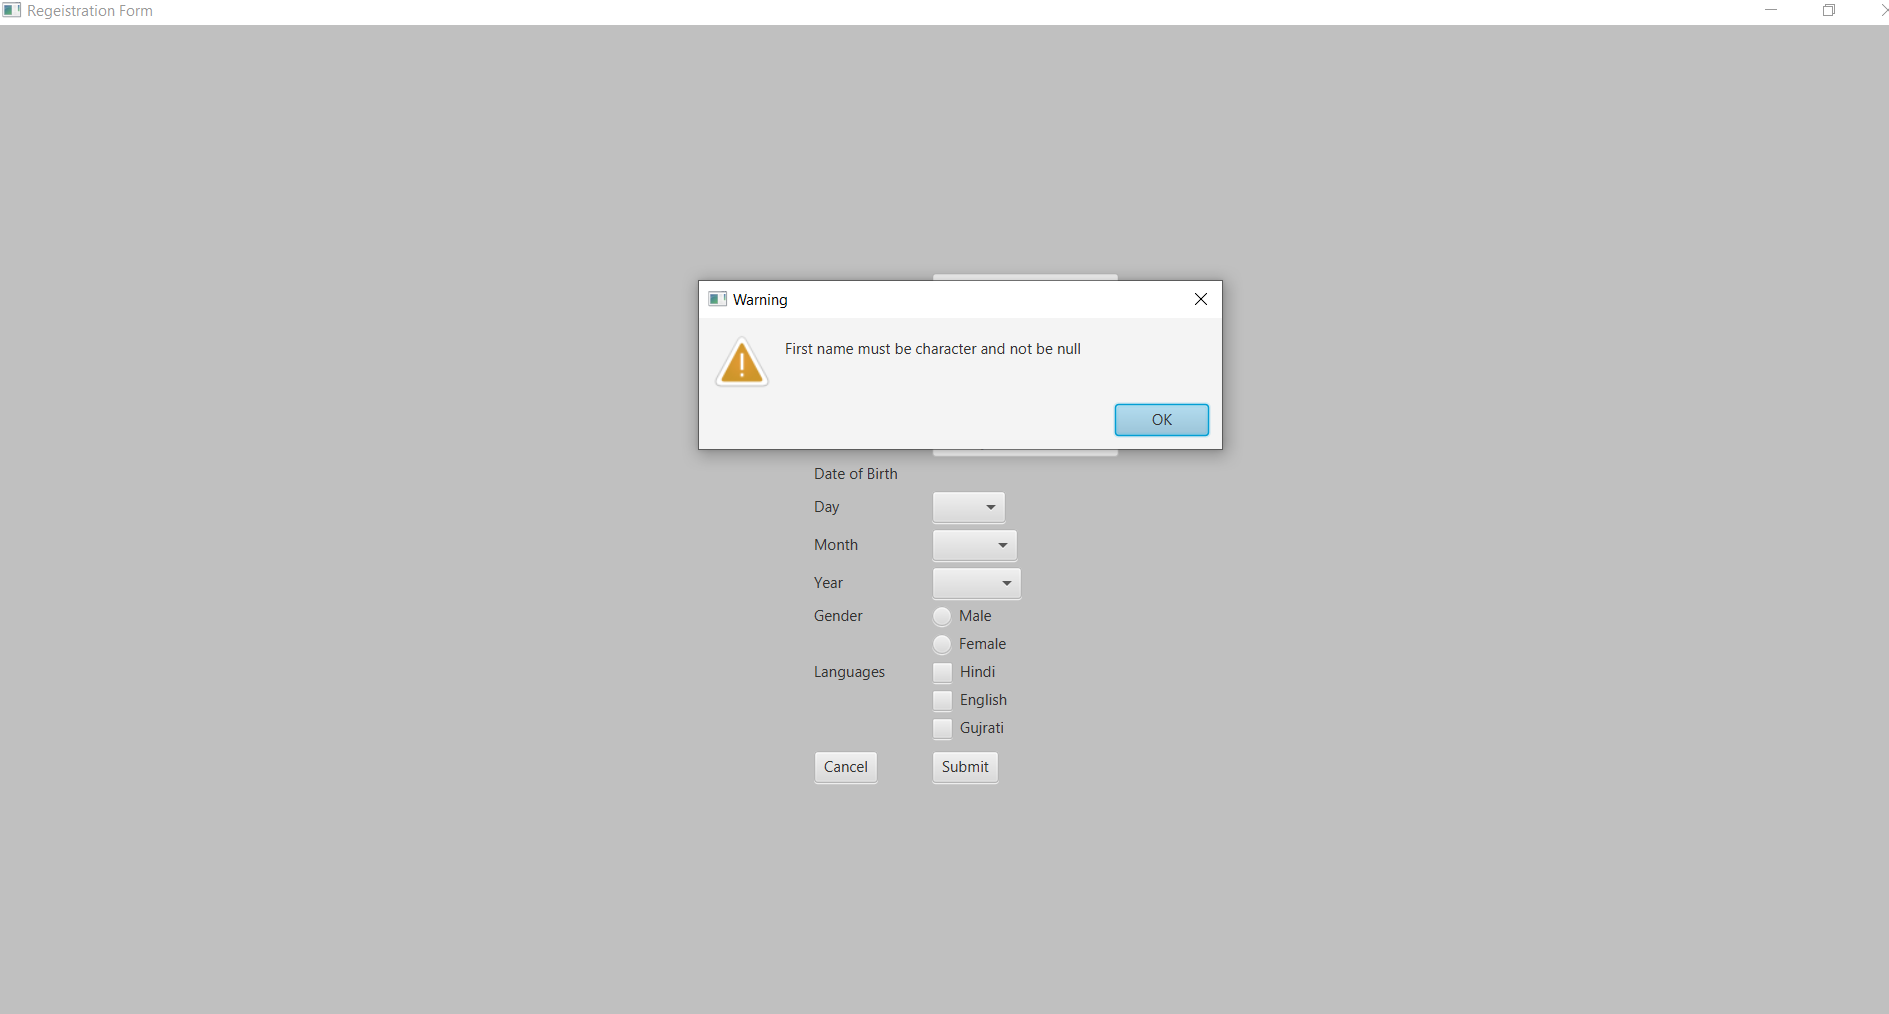 Regeistration Form
Warning
First name must be character and not be null
OK
Date of Birth
Day
Month
Year
Gender Male
Female
Languages Hindi
English
Gujrati
Cancel Submit